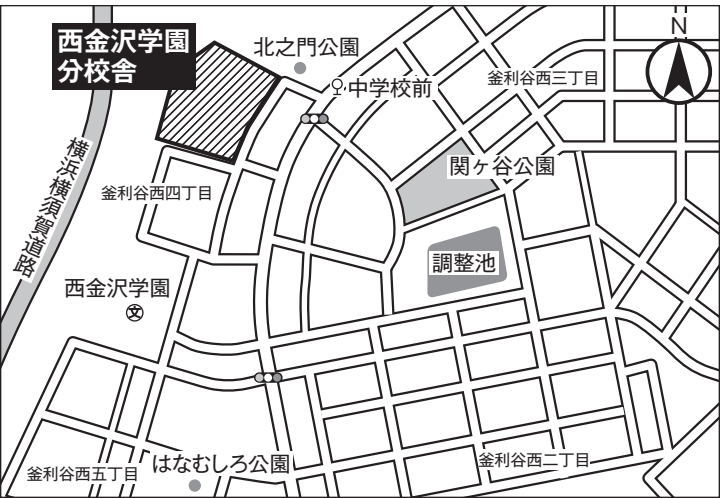 西金沢学園
分校舎
北之門公園
N
中学校前
釜利谷西三丁目
関ヶ谷公園
横浜横須賀道路
釜利谷西四丁目
調整池
西金沢学園
文
釜利谷西五丁目
はなむしろ公園
釜利谷西二丁目